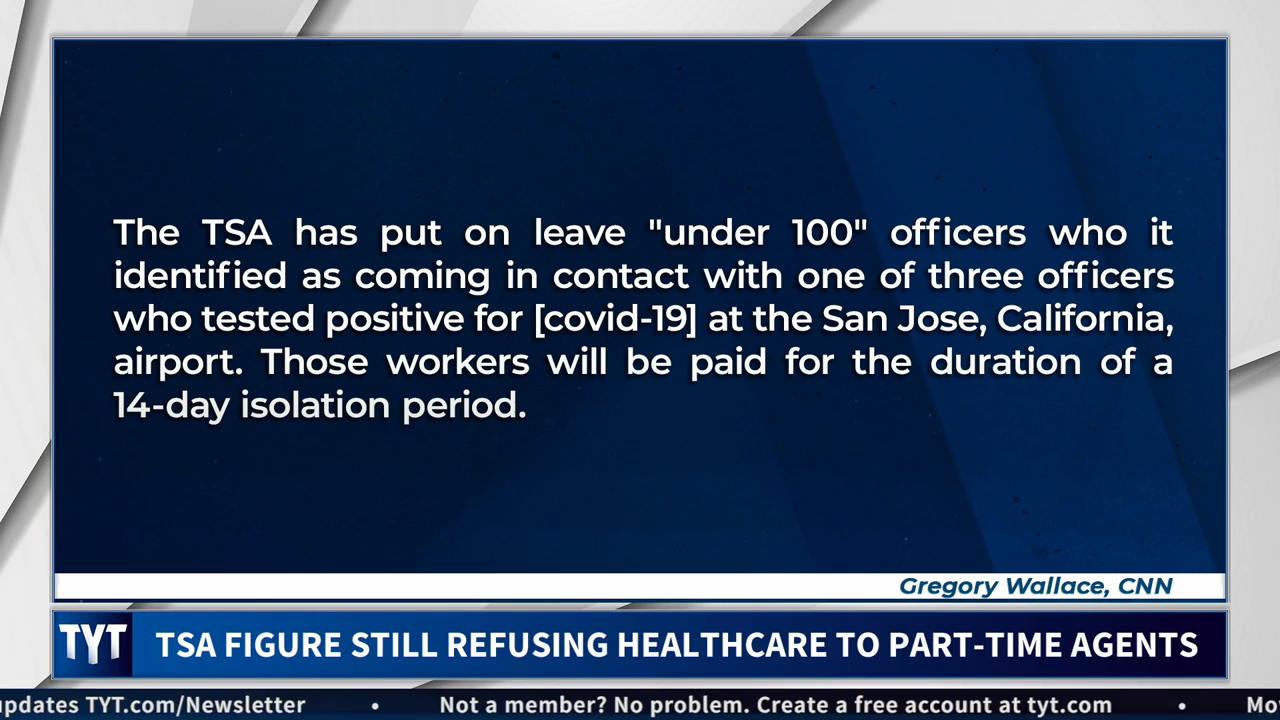 The TSA has put on leave "under 100" officers who it
identified as coming in contact with one of three officers
who tested positive for [covid-19] at the San Jose, California,
airport. Those workers will be paid for the duration of a
14-day isolation period.
Gregory Wallace, CNN
TYT TSA FIGURE STILL REFUSING HEALTHCARE TO PART-TIME AGENTS
updates TYT.com/Newsletter • Not a member? No problem. Create a free account at tyt.com • Mo